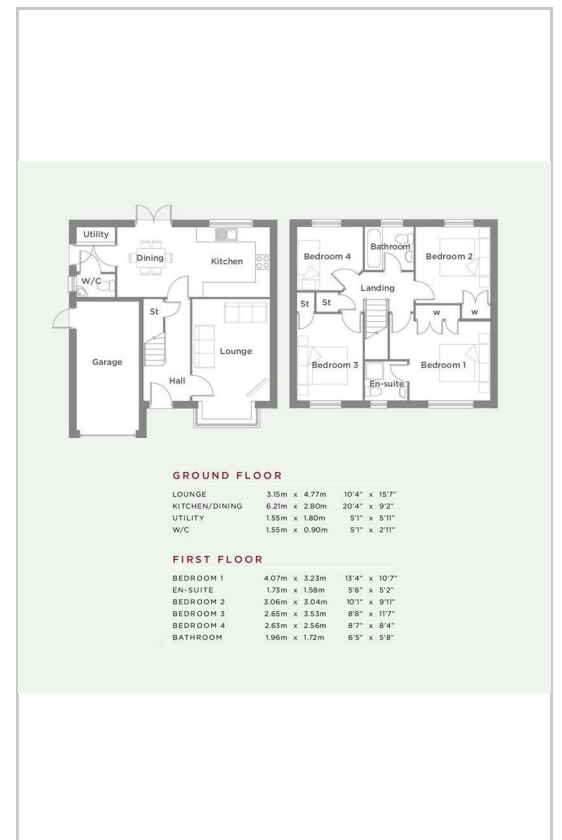 Utility
Dining
Kitchen
W/C
St
Garage
Lounge
Hall
Bedroom 4
Bathroom
Bedroom 2
Landing
St
St
w
w
Bedroom 3
Bedroom 1
En-suite
GROUND FLOOR
LOUNGE 3.15m x 4.77m 10'4" x 15'7"
KITCHEN/DINING 6.21m x 2.80m 20'4" x 9'2"
UTILITY 1.55m x 1.80m 5'1" x 5'11"
W/C 1.55m x 0.90m 5'1" x 2'11"
FIRST FLOOR
BEDROOM 1 4.07m x 3.23m 13'4" x 10'7"
EN-SUITE 1.73m x 1.58m 5'8" x 5'2"
BEDROOM 2 3.06m x 3.04m 10'1" x 9'11"
BEDROOM 3 2.65m x 3.53m 8'8" x 11'7"
BEDROOM 4 2.63m x 2.56m 8'7" x 8'4"
BATHROOM 1.96m x 1.72m 6'5" x 5'8"